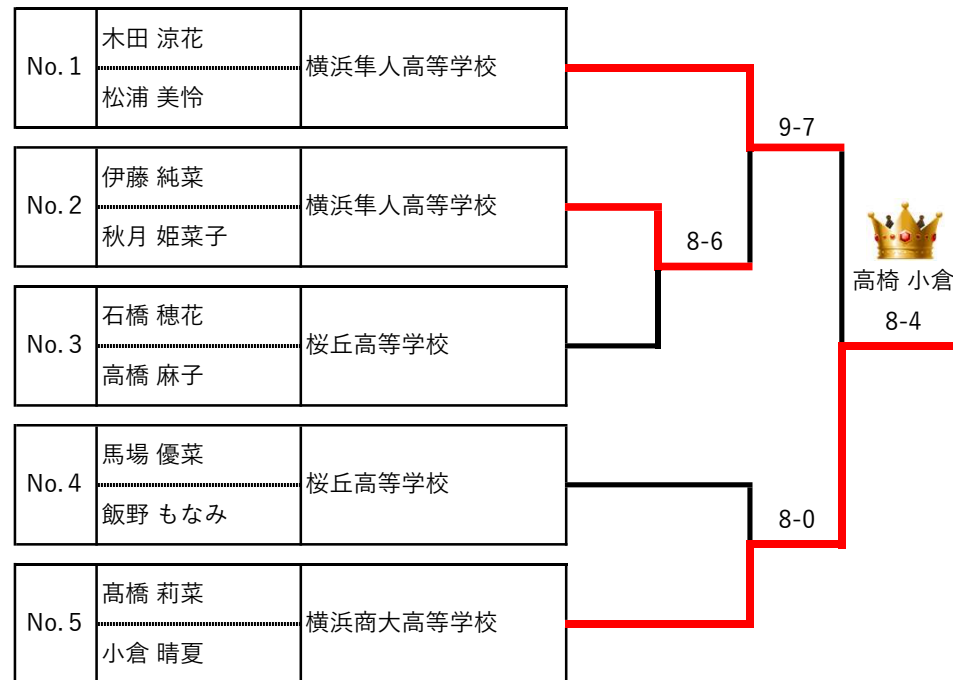 No. 1
木田 涼花
松浦 美怜
横浜隼人高等学校
No. 2
伊藤 純菜
秋月 姫菜子
横浜隼人高等学校
No. 3
石橋 穂花
高橋 麻子
桜丘高等学校
No. 4
馬場 優菜
飯野 もなみ
桜丘高等学校
No. 5
髙橋 莉菜
小倉 晴夏
横浜商大高等学校
8-6
9-7
8-0
高椅 小倉
8-4